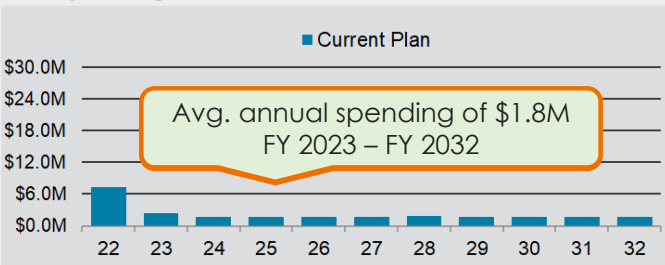 Current Plan
$30.0M
$24.0M
$18.0M
$12.0M
$6.0M
$0.0M
Avg. annual spending of $1.8M
FY 2023 – FY 2032
22 23 24 25 26 27 28 29 30 31 32